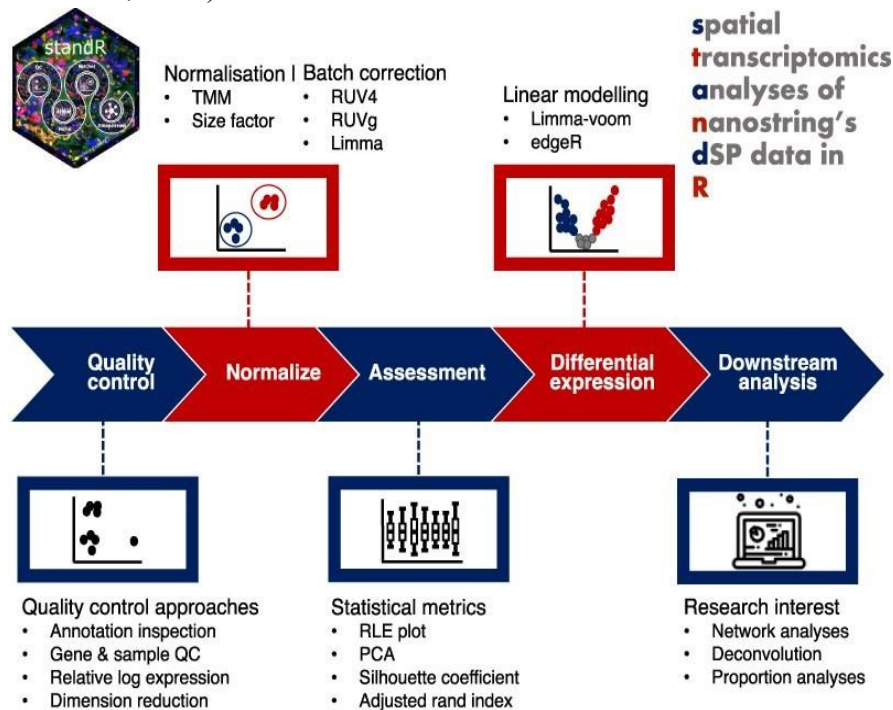 standR
Normalisation | Batch correction
• TMM
• Size factor
• RUV4
• RUVg
• Limma
Linear modelling
• Limma-voom
• edgeR
spatial
transcriptomics
analyses of
nanostring's
dSP data in
R
Quality
control
Normalize
Assessment
Differential
expression
Downstream
analysis
Quality control approaches
• Annotation inspection
• Gene & sample QC
• Relative log expression
• Dimension reduction
Statistical metrics
• RLE plot
• PCA
• Silhouette coefficient
• Adjusted rand index
Research interest
• Network analyses
• Deconvolution
• Proportion analyses